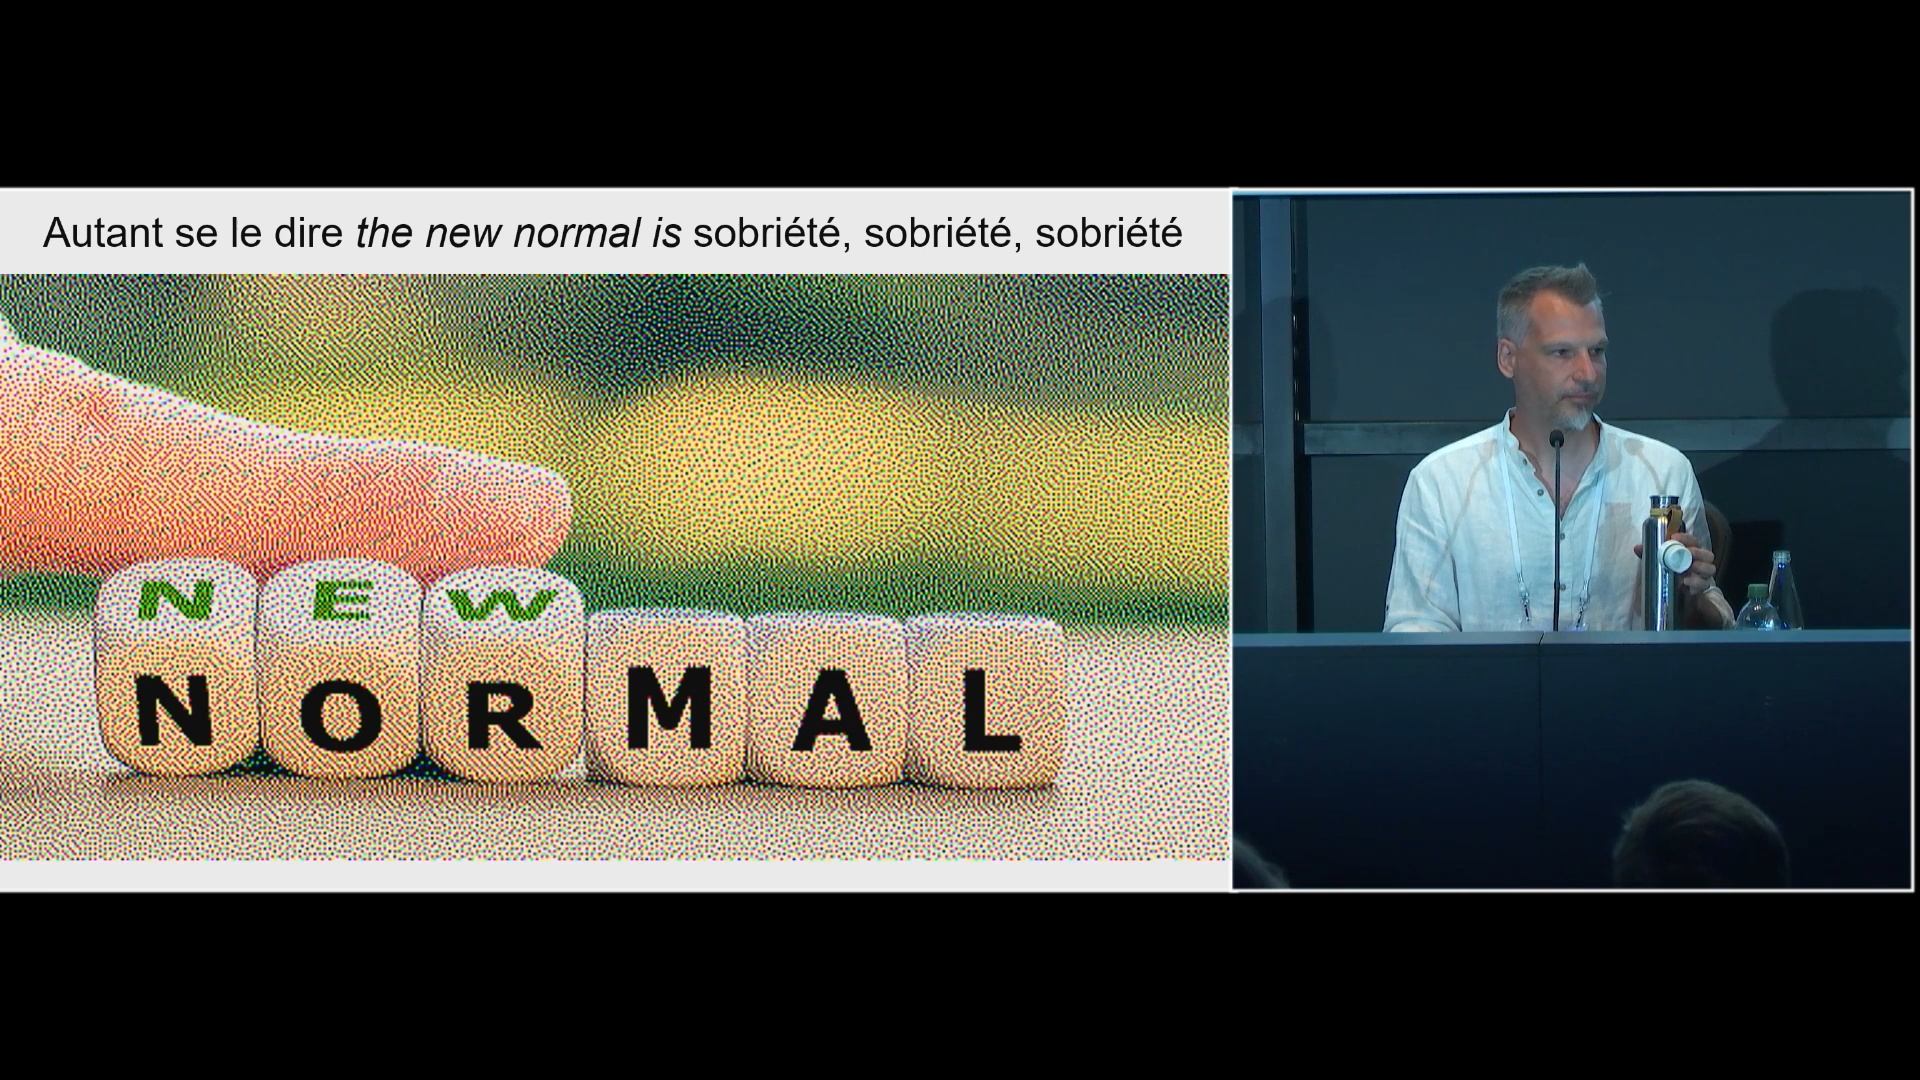 Autant se le dire the new normal is sobriété, sobriété, sobriété
NEW
NORMAL